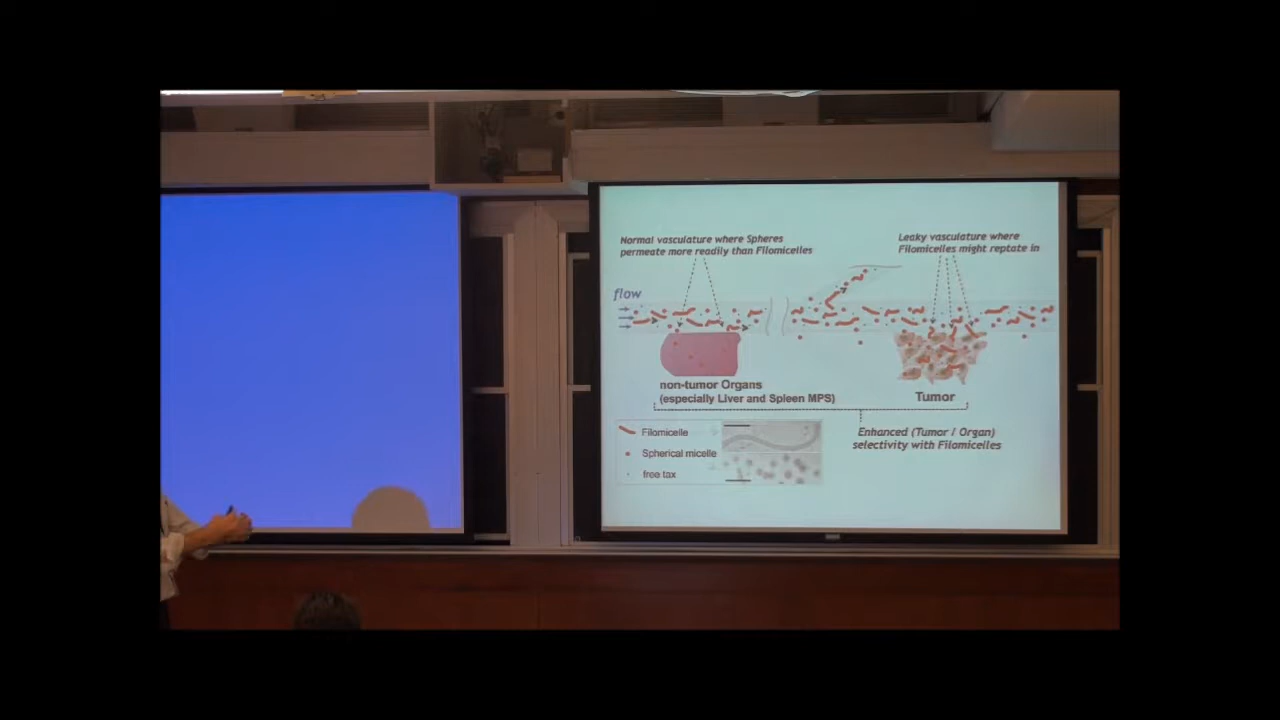 Normal vasculature where Spheres
permeate more readily than Filomicelles
Leaky vasculature where
Filomicelles might reptate in
flow
non-tumor Organs
(especially Liver and Spleen MPS)
Tumor
Enhanced (Tumor / Organ)
selectivity with Filomicelles
Filomicelle
Spherical micelle
free tax